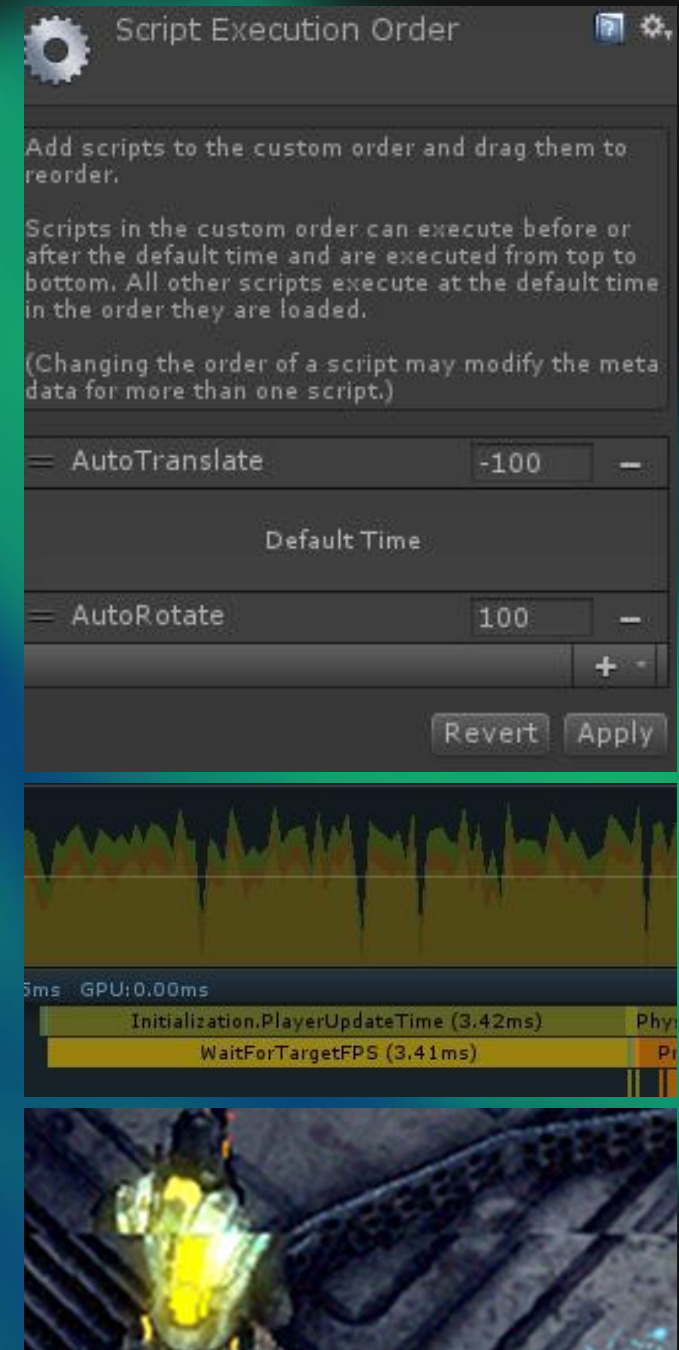 Script Execution Order
Add scripts to the custom order and drag them to
reorder.
Scripts in the custom order can execute before or
after the default time and are executed from top to
bottom. All other scripts execute at the default time
in the order they are loaded.
(Changing the order of a script may modify the meta
data for more than one script.)
AutoTranslate -100
Default Time
AutoRotate 100
Revert Apply
GPU:0.00ms
Initialization.PlayerUpdateTime (3.42ms)
WaitForTargetFPS (3.41ms)